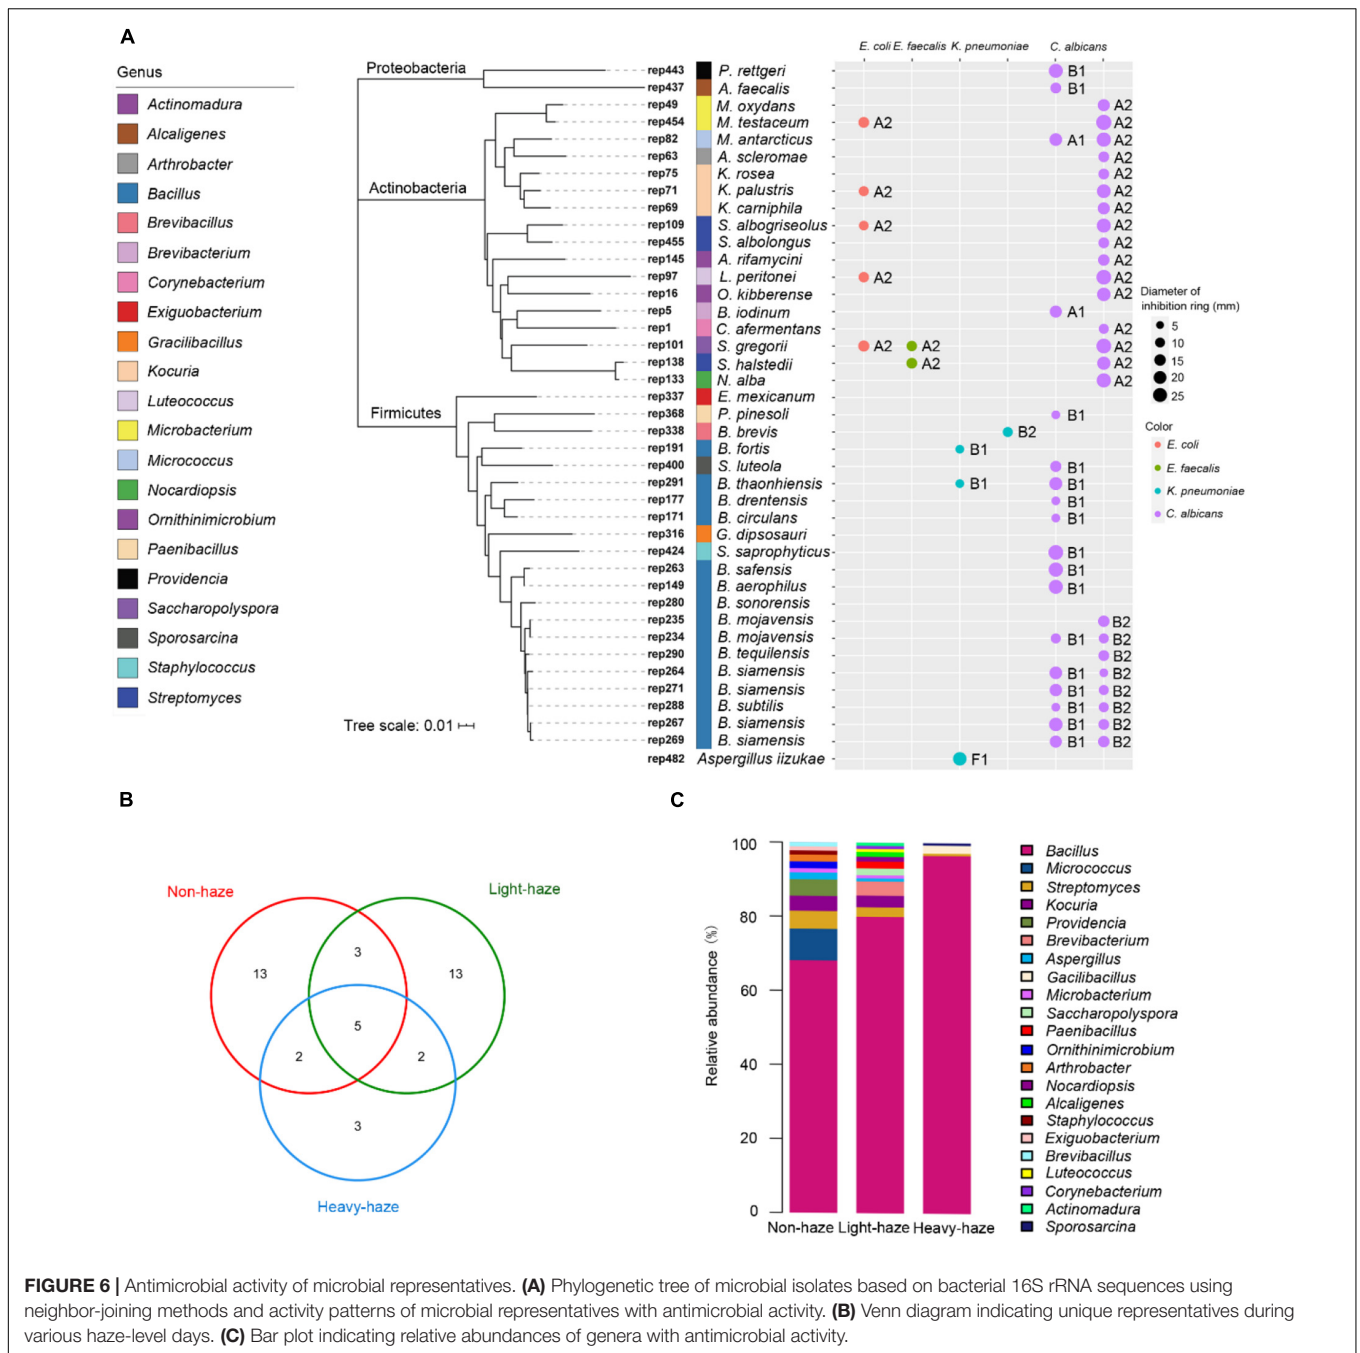 A
Genus
Actinomadura
Alcaligenes
Arthrobacter
Bacillus
Brevibacillus
Brevibacterium
Corynebacterium
Exiguobacterium
Gracilibacillus
Kocuria
Luteococcus
Microbacterium
Micrococcus
Nocardiopsis
Ornithinimicrobium
Paenibacillus
Providencia
Saccharopolyspora
Sporosarcina
Staphylococcus
Streptomyces
Proteobacteria
Actinobacteria
Firmicutes
Tree scale: 0.01
E. coli E. faecalis K. pneumoniae C. albicans
rep443 P. rettgeri B1
rep437 A. faecalis B1
rep49 M. oxydans A2
rep454 M. testaceum A2 A2
rep82 M. antarcticus A1 A2
rep63 A. scleromae A2
rep75 K. rosea A2
rep71 K. palustris A2 A2
rep69 K. carniphila A2
rep109 S. albogriseolus A2 A2
rep455 S. albolongus A2
rep145 A. rifamycini A2
rep97 L. peritonei A2 A2
rep16 O. kibberense A2
rep5 B. iodinum A1
rep1 C. afermentans A2
rep101 S. gregorii A2 A2 A2
rep138 S. halstedii A2 A2
rep133 N. alba A2
rep337 E. mexicanum
rep368 P. pinesoli B1
rep338 B. brevis B2
rep191 B. fortis B1
rep400 S. luteola B1
rep291 B. thaonhiensis B1 B1
rep177 B. drentensis B1
rep171 B. circulans B1
rep316 G. dipsosauri
rep424 S. saprophyticus B1
rep263 B. safensis B1
rep149 B. aerophilus B1
rep280 B. sonorensis
rep235 B. mojavensis B2
rep234 B. mojavensis B1 B2
rep290 B. tequilensis B2
rep264 B. siamensis B1 B2
rep271 B. siamensis B1 B2
rep288 B. subtilis B1 B2
rep267 B. siamensis B1 B2
rep269 B. siamensis B1 B2
rep482 Aspergillus iizukae F1
Diameter of
inhibition ring (mm)
5
10
15
20
25
Color
E. coli
E. faecalis
K. pneumoniae
C. albicans
B
Non-haze
Light-haze
Heavy-haze
13
3
13
5
2
2
3
C
Relative abundance (%)
100
80
60
40
20
0
Non-haze Light-haze Heavy-haze
Bacillus
Micrococcus
Streptomyces
Kocuria
Providencia
Brevibacterium
Aspergillus
Gacilibacillus
Microbacterium
Saccharopolyspora
Paenibacillus
Ornithinimicrobium
Arthrobacter
Nocardiopsis
Alcaligenes
Staphylococcus
Exiguobacterium
Brevibacillus
Luteococcus
Corynebacterium
Actinomadura
Sporosarcina
FIGURE 6 | Antimicrobial activity of microbial representatives. (A) Phylogenetic tree of microbial isolates based on bacterial 16S rRNA sequences using
neighbor-joining methods and activity patterns of microbial representatives with antimicrobial activity. (B) Venn diagram indicating unique representatives during
various haze-level days. (C) Bar plot indicating relative abundances of genera with antimicrobial activity.